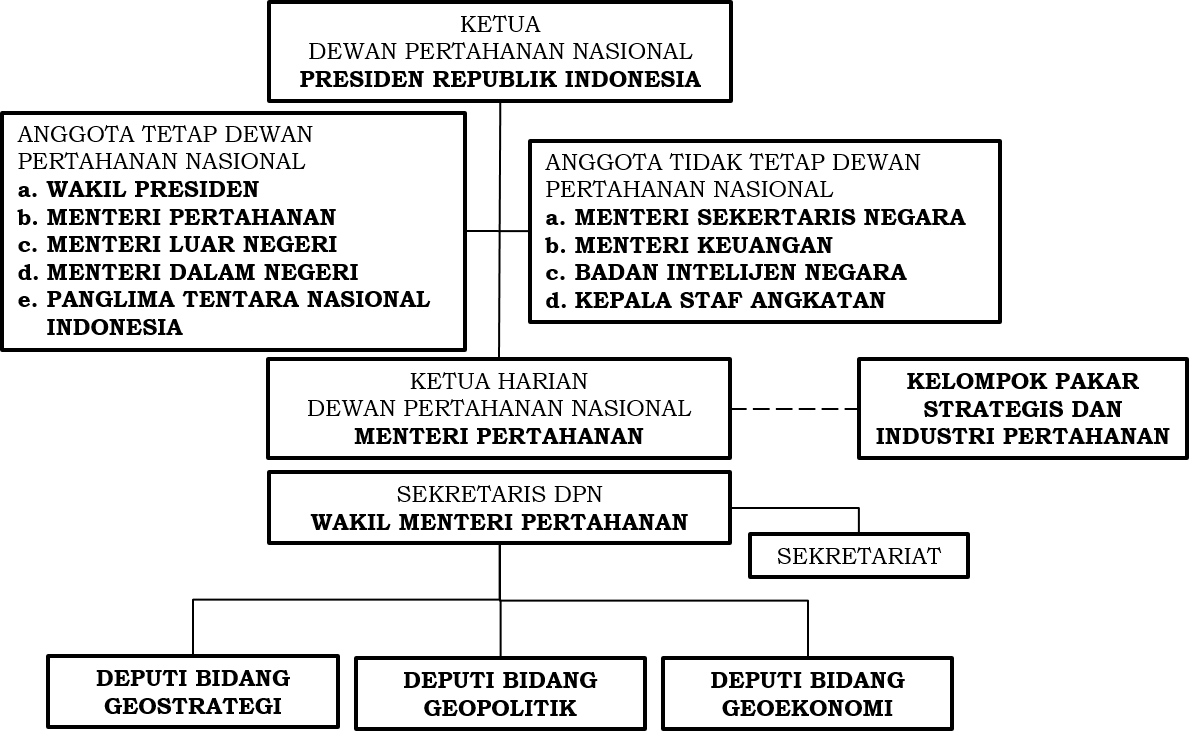 KETUA
DEWAN PERTAHANAN NASIONAL
PRESIDEN REPUBLIK INDONESIA
ANGGOTA TETAP DEWAN
PERTAHANAN NASIONAL
a. WAKIL PRESIDEN
b. MENTERI PERTAHANAN
c. MENTERI LUAR NEGERI
d. MENTERI DALAM NEGERI
e. PANGLIMA TENTARA NASIONAL
INDONESIA
ANGGOTA TIDAK TETAP DEWAN
PERTAHANAN NASIONAL
a. MENTERI SEKERTARIS NEGARA
b. MENTERI KEUANGAN
c. BADAN INTELIJEN NEGARA
d. KEPALA STAF ANGKATAN
KETUA HARIAN
DEWAN PERTAHANAN NASIONAL
MENTERI PERTAHANAN
KELOMPOK PAKAR
STRATEGIS DAN
INDUSTRI PERTAHANAN
SEKRETARIS DPN
WAKIL MENTERI PERTAHANAN
SEKRETARIAT
DEPUTI BIDANG
GEOSTRATEGI
DEPUTI BIDANG
GEOPOLITIK
DEPUTI BIDANG
GEOEKONOMI